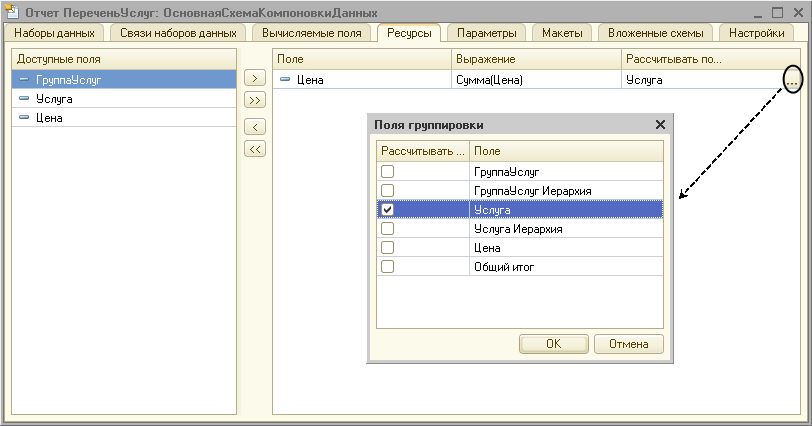 Отчет ПереченьУслуг: ОсновнаяСхемаКомпоновкиДанных
Наборы данных Связи наборов данных Вычисляемые поля Ресурсы Параметры Макеты Вложенные схемы Настройки
Доступные поля
ГруппаУслуг
Услуга
Цена
>
>>
<
<<
Поле Выражение Рассчитывать по...
Цена Сумма(Цена) Услуга ...
Поля группировки
Рассчитывать ... Поле
ГруппаУслуг
ГруппаУслуг Иерархия
Услуга
Услуга Иерархия
Цена
Общий итог
ОК Отмена